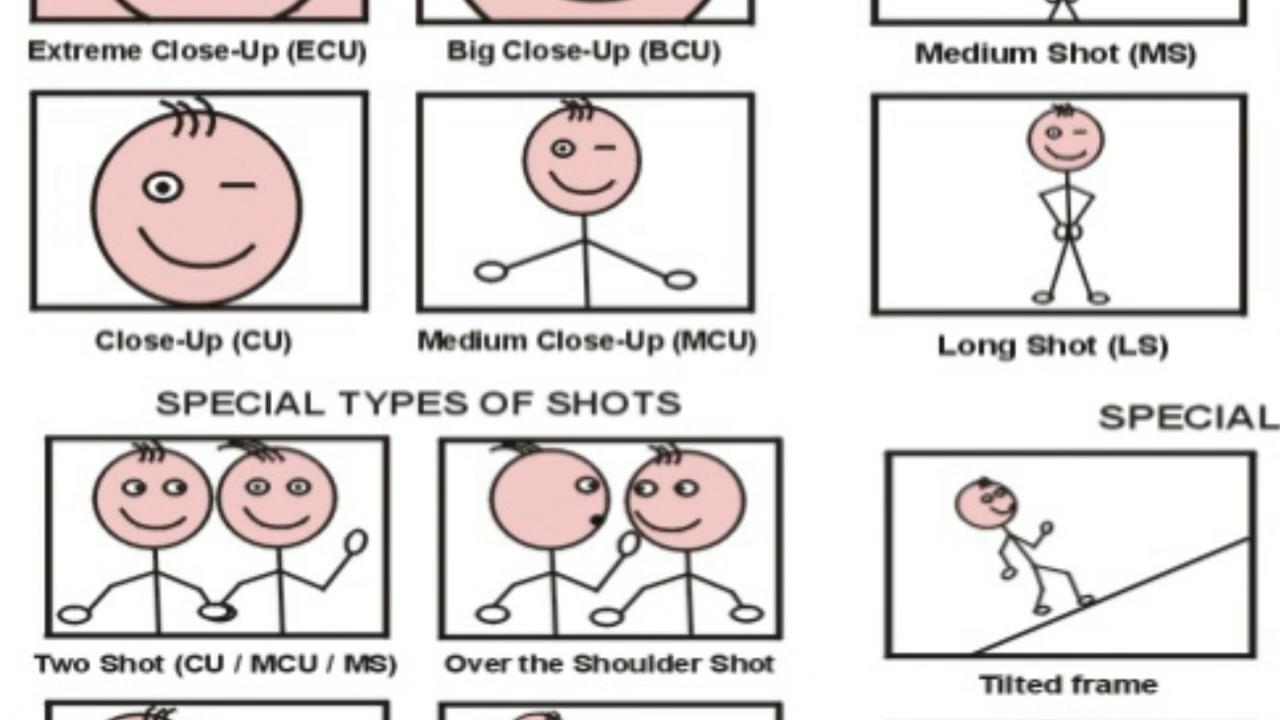 Extreme Close-Up (ECU)
Big Close-Up (BCU)
Medium Shot (MS)
Close-Up (CU)
Medium Close-Up (MCU)
Long Shot (LS)
SPECIAL TYPES OF SHOTS
SPECIAL
Two Shot (CU / MCU / MS)
Over the Shoulder Shot
Tilted frame